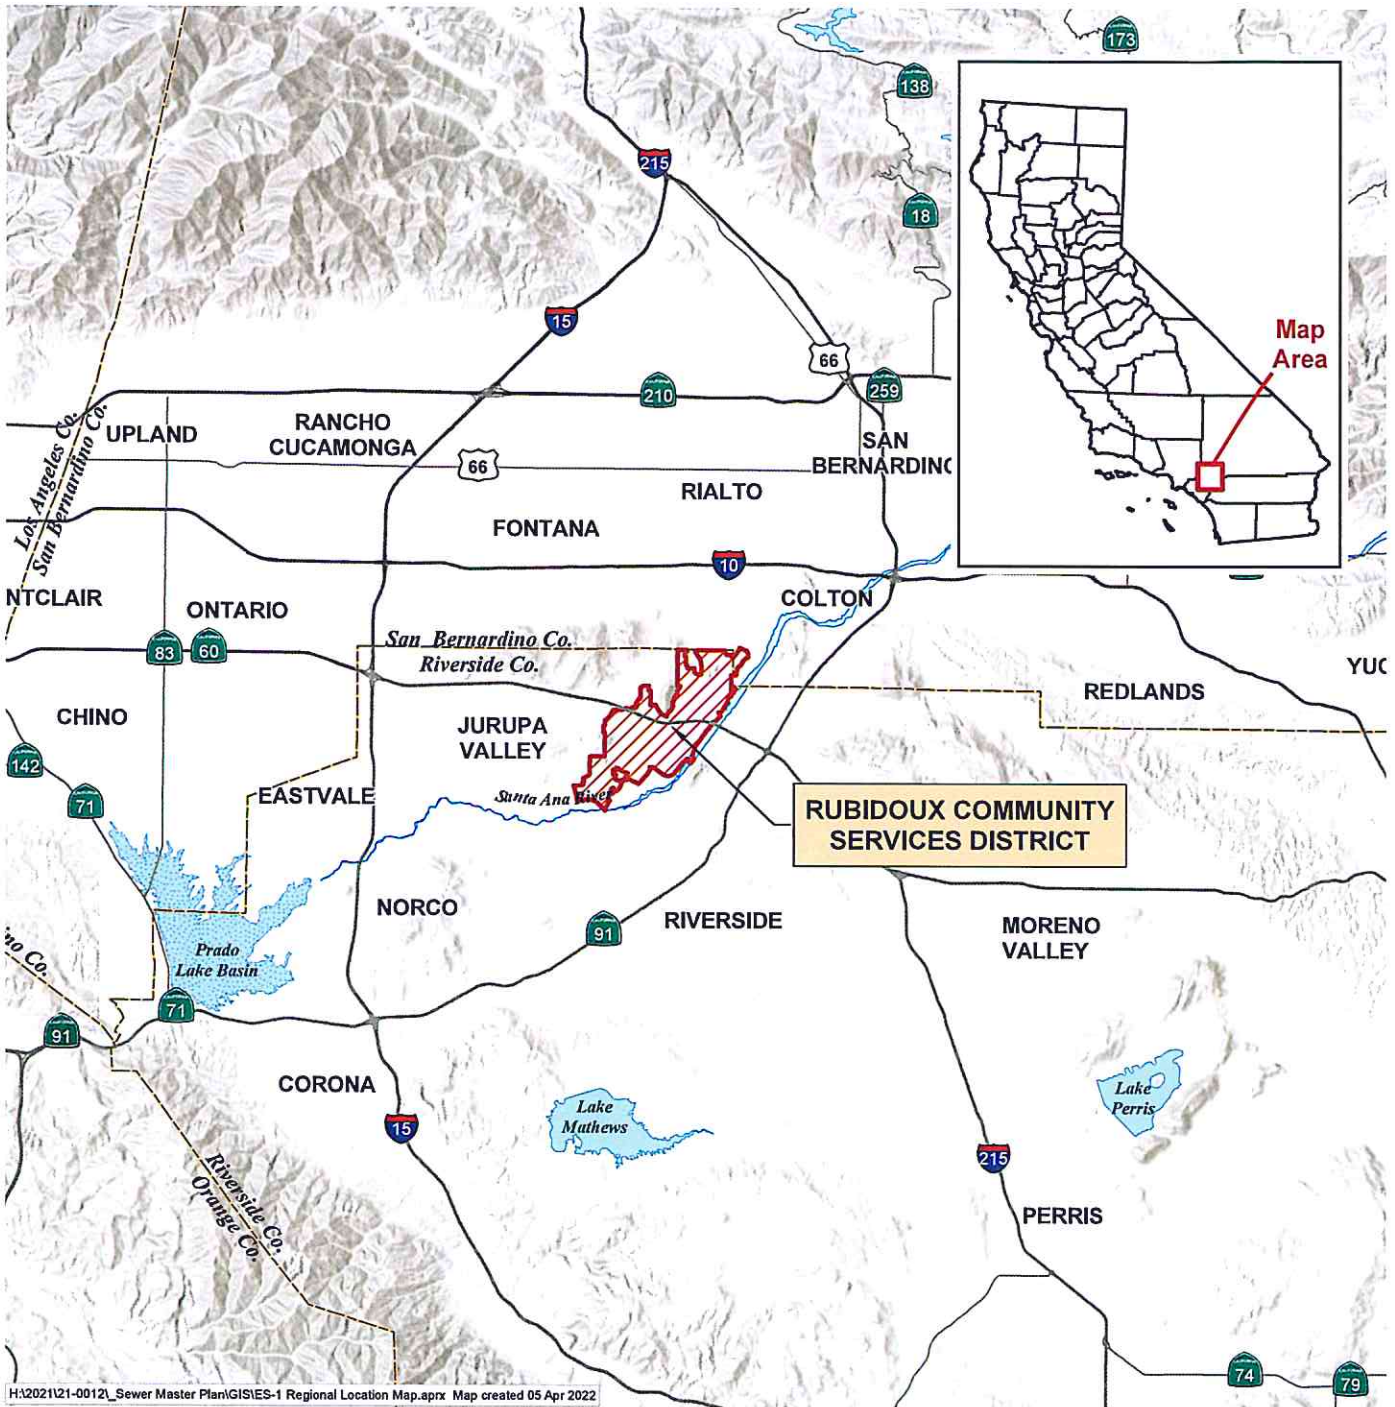 173
138
215
18
Map
Area
15
66
210
259
Los Angeles Co.
San Bernardino Co.
UPLAND
RANCHO
CUCAMONGA
SAN
BERNARDINO
66
RIALTO
FONTANA
10
NTCLAIR
ONTARIO
COLTON
83
60
San Bernardino Co.
Riverside Co.
YUC
REDLANDS
CHINO
JURUPA
VALLEY
142
71
EASTVALE
Santa Ana River
RUBIDOUX COMMUNITY
SERVICES DISTRICT
NORCO
91
RIVERSIDE
MORENO
VALLEY
ino Co.
Prado
Lake Basin
71
91
CORONA
Lake
Mathews
Lake
Perris
15
215
Riverside Co.
Orange Co.
PERRIS
74
79
H:\2021\21-0012\_Sewer Master Plan\GIS\ES-1 Regional Location Map.aprx Map created 05 Apr 2022